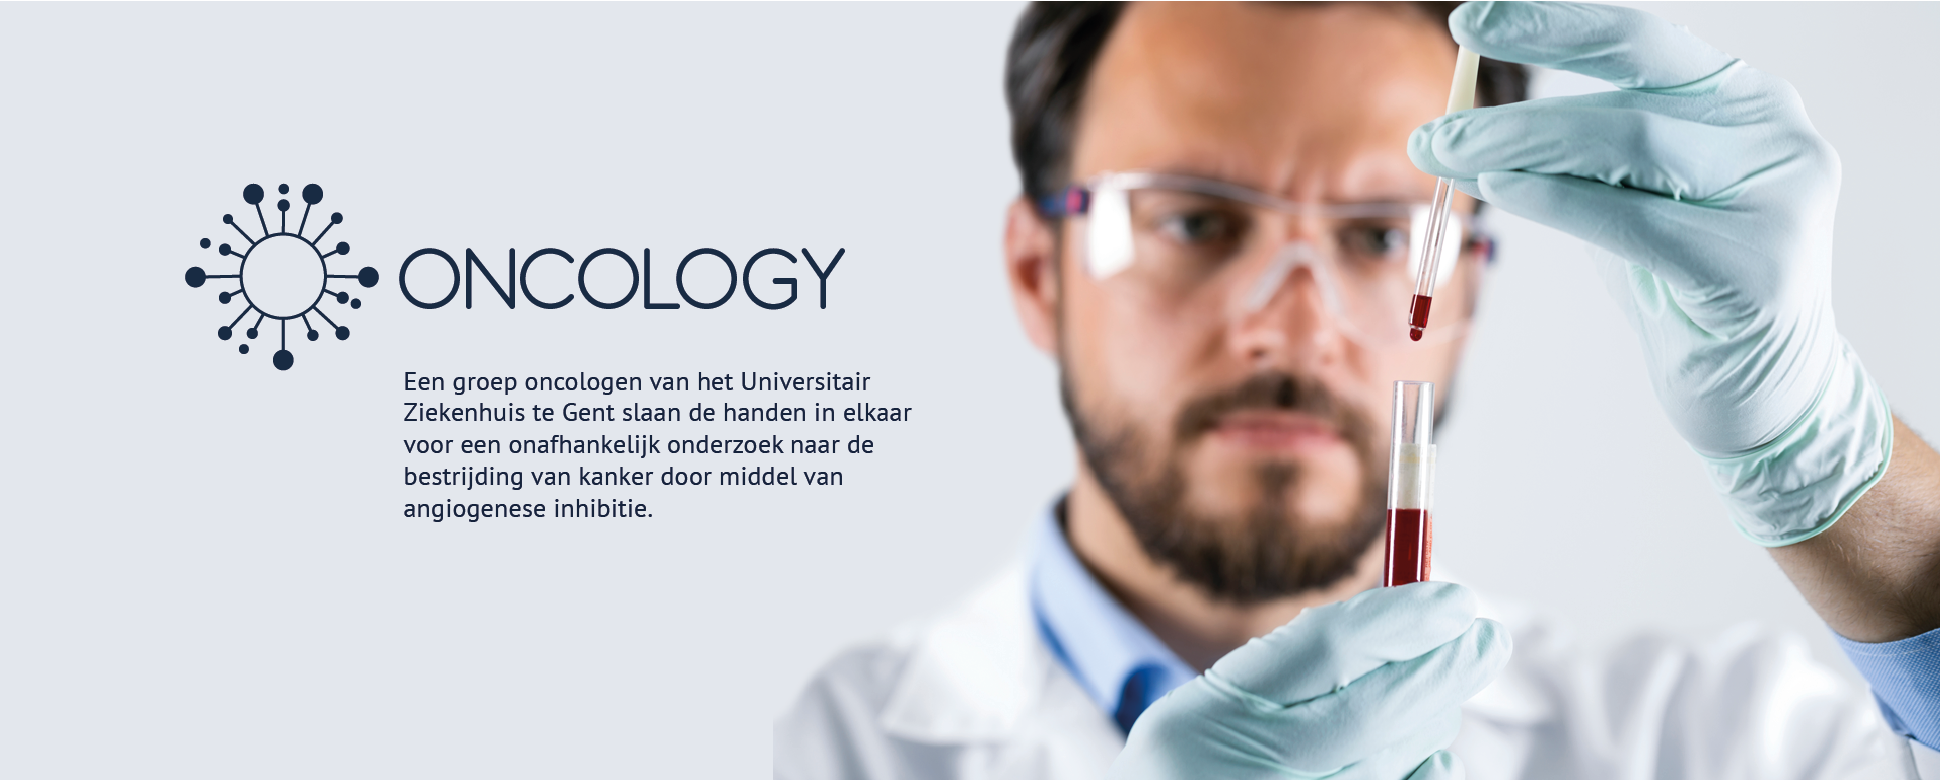 ONCOLOGY
Een groep oncologen van het Universitair
Ziekenhuis te Gent slaan de handen in elkaar
voor een onafhankelijk onderzoek naar de
bestrijding van kanker door middel van
angiogenese inhibitie.